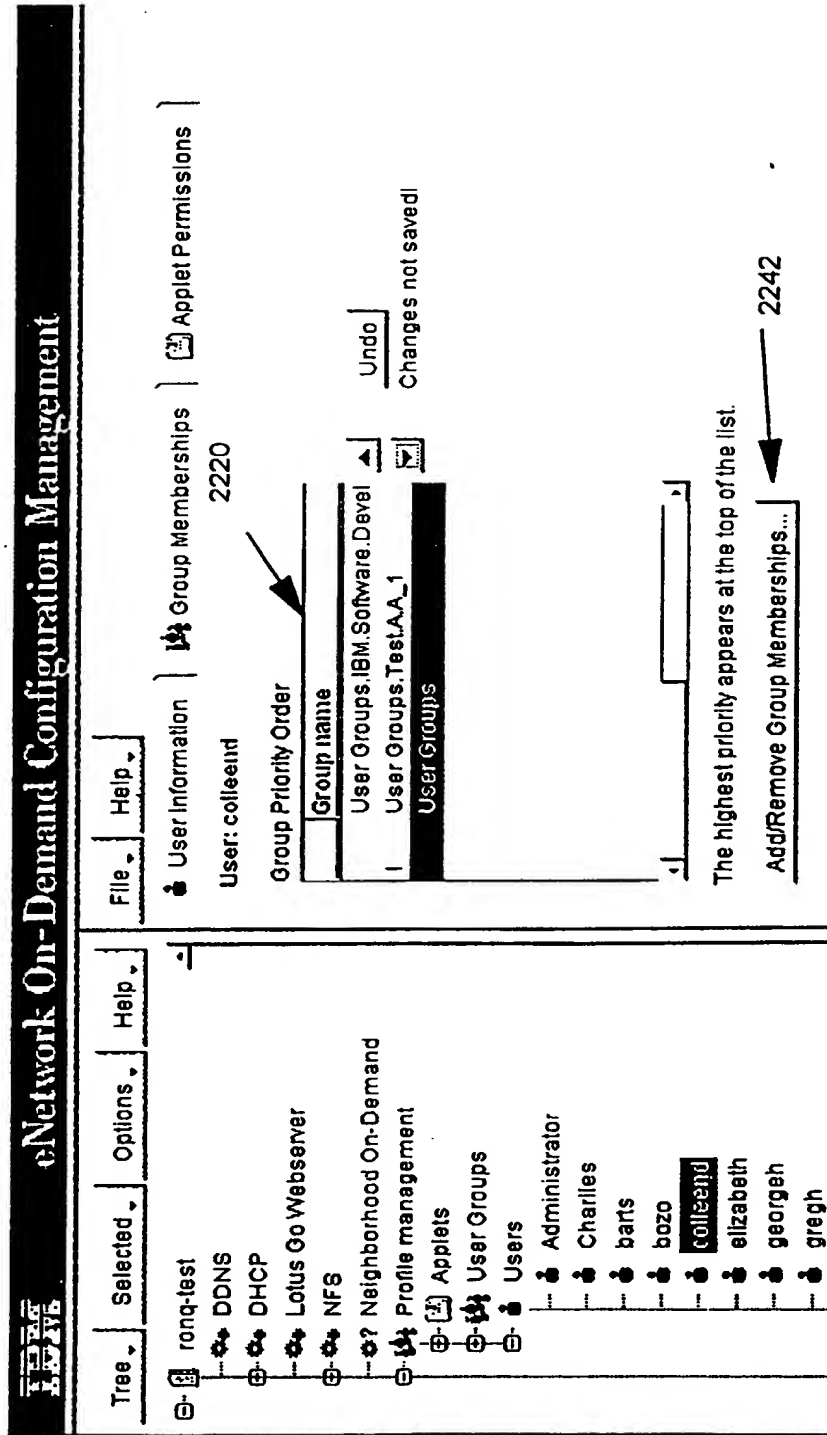 IBM eNetwork On-Demand Configuration Management
Tree Selected Options Help
ronq-test
DDNS
DHCP
Lotus Go Webserver
NFS
Neighborhood On-Demand
Profile management
Applets
User Groups
Users
Administrator
Charlies
barts
bozo
colleend
elizabeth
georgeh
gregh
File Help
User Information Group Memberships Applet Permissions
User: colleend
2220
Group Priority Order
Group name
User Groups.IBM.Software.Devel
User Groups.Test.A.A_1
User Groups
Undo
Changes not saved!
The highest priority appears at the top of the list.
Add/Remove Group Memberships...
2242